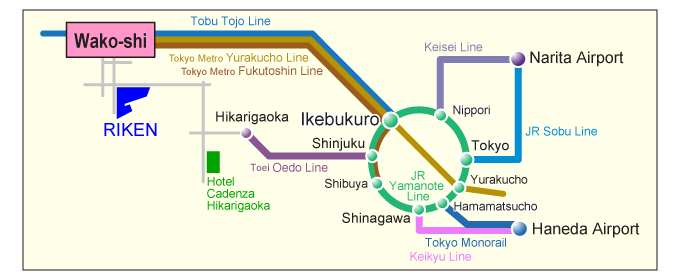 Tobu Tojo Line
Wako-shi
Keisei Line
Narita Airport
Tokyo Metro Yurakucho Line
Tokyo Metro Fukutoshin Line
Nippori
Hikarigaoka
Ikebukuro
RIKEN
JR Sobu Line
Shinjuku
Tokyo
Toei Oedo Line
JR
Yamanote
Line
Yurakucho
Shibuya
Hotel
Cadenza
Hikarigaoka
Hamamatsucho
Shinagawa
Haneda Airport
Tokyo Monorail
Keikyu Line